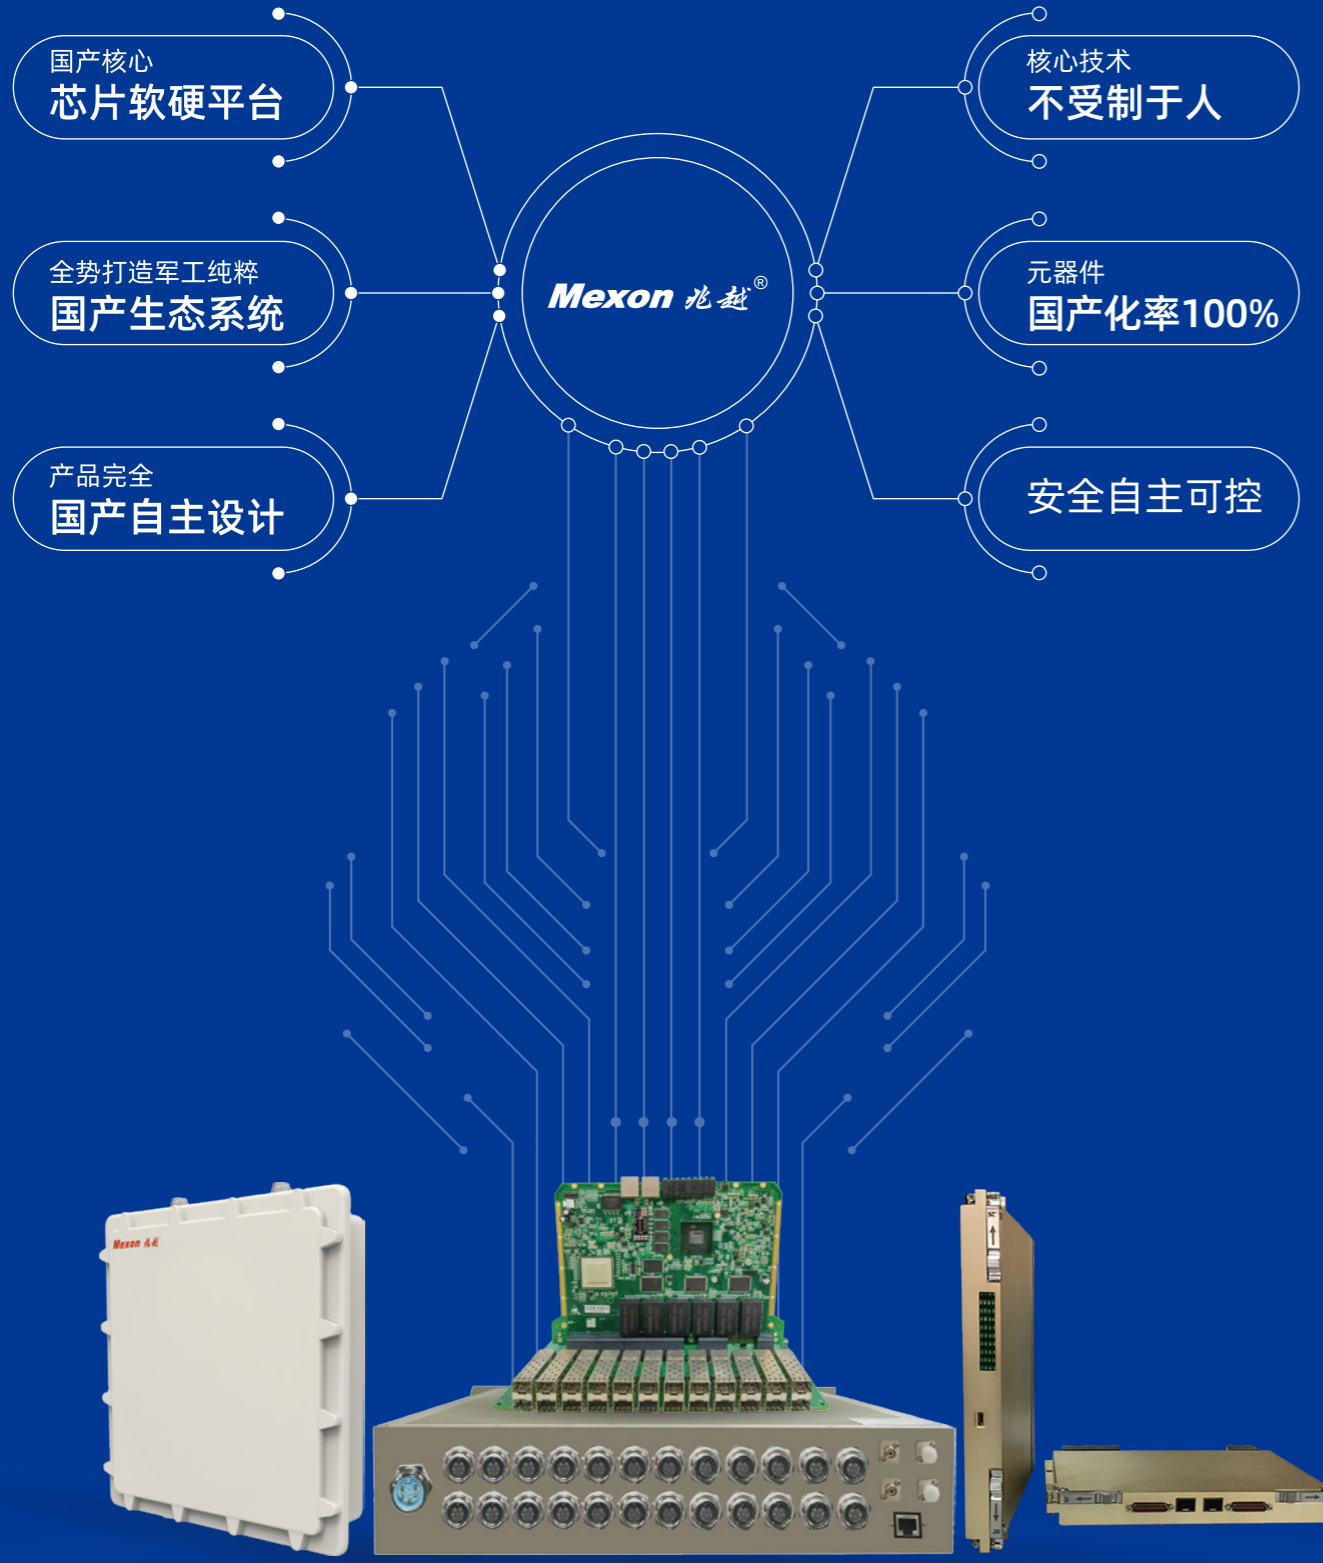 国产核心
芯片软硬平台
核心技术
不受制于人
全势打造军工纯粹
国产生态系统
Mexon 兆越®
元器件
国产化率100%
产品完全
国产自主设计
安全自主可控
Mexon 兆越